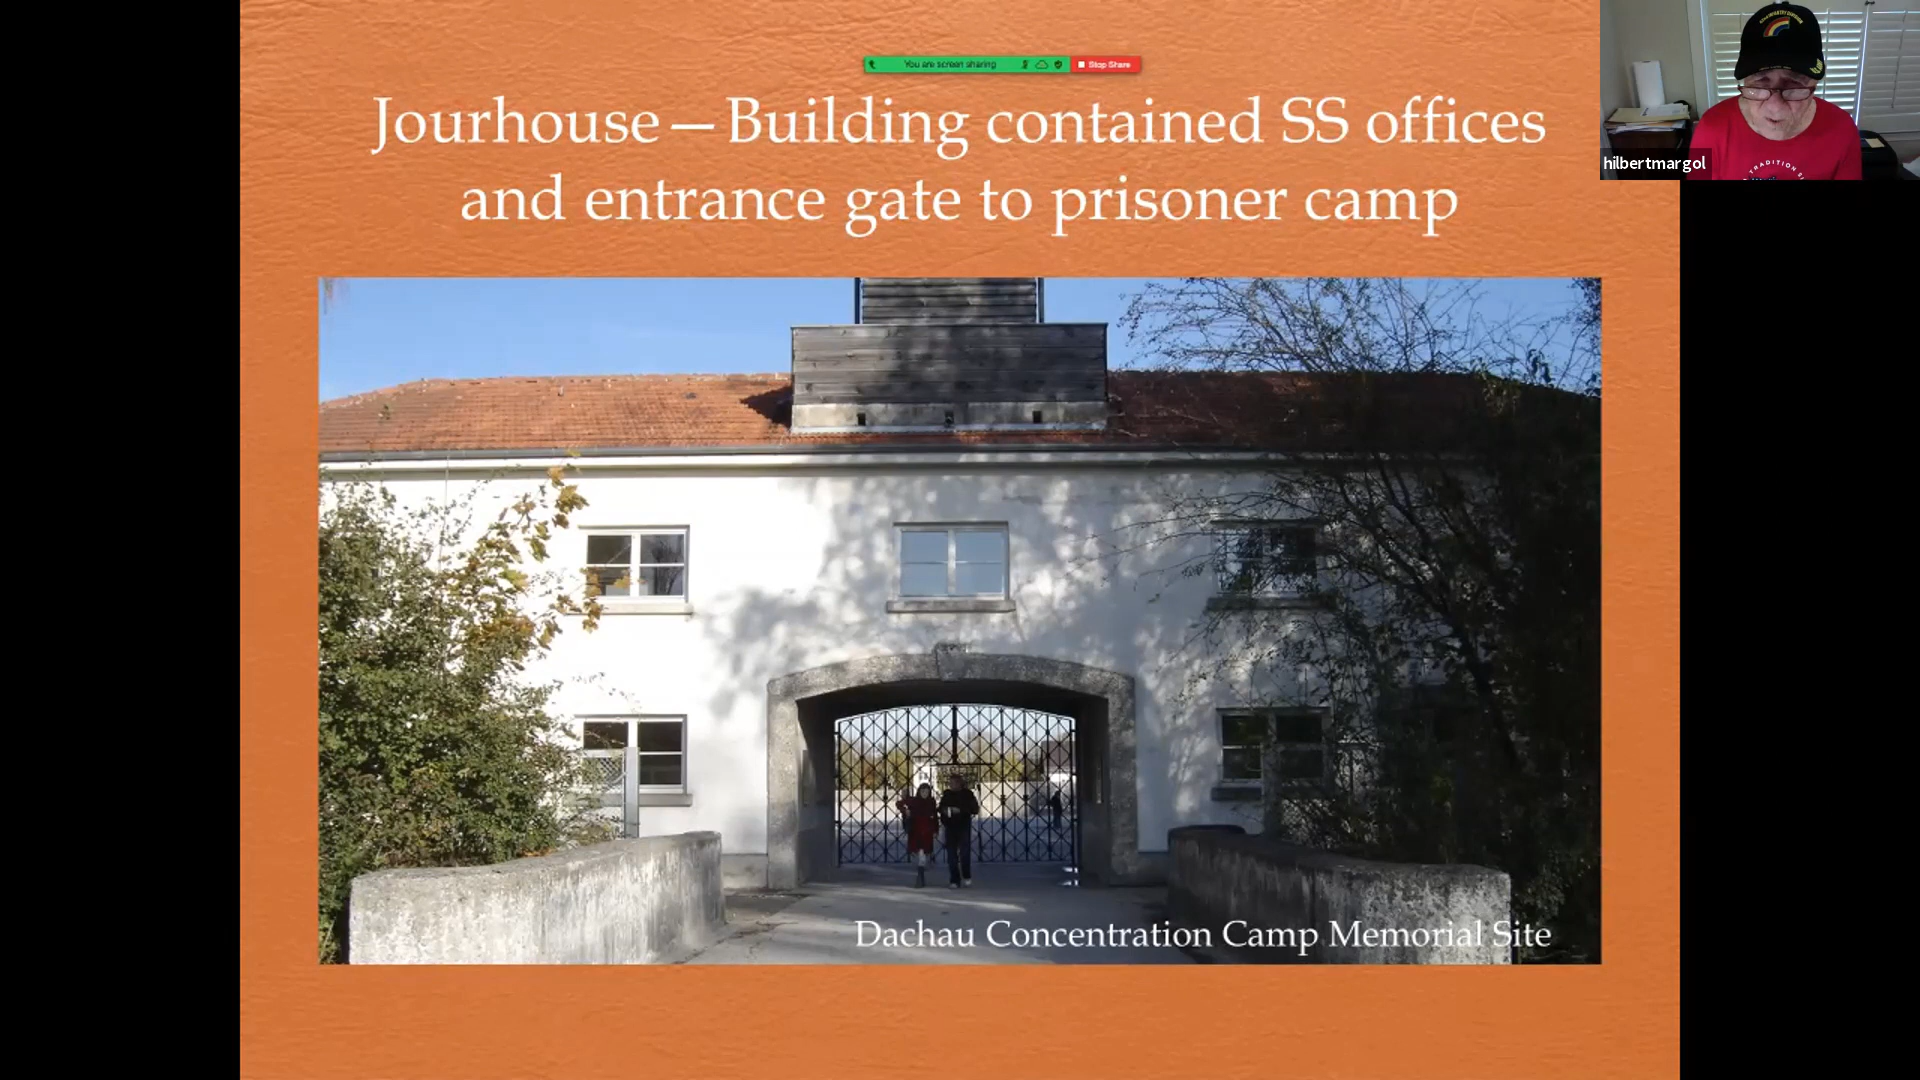 You are screen sharing
Stop Share
Jourhouse — Building contained SS offices
and entrance gate to prisoner camp
hilbertmargol
TRADITION
Dachau Concentration Camp Memorial Site